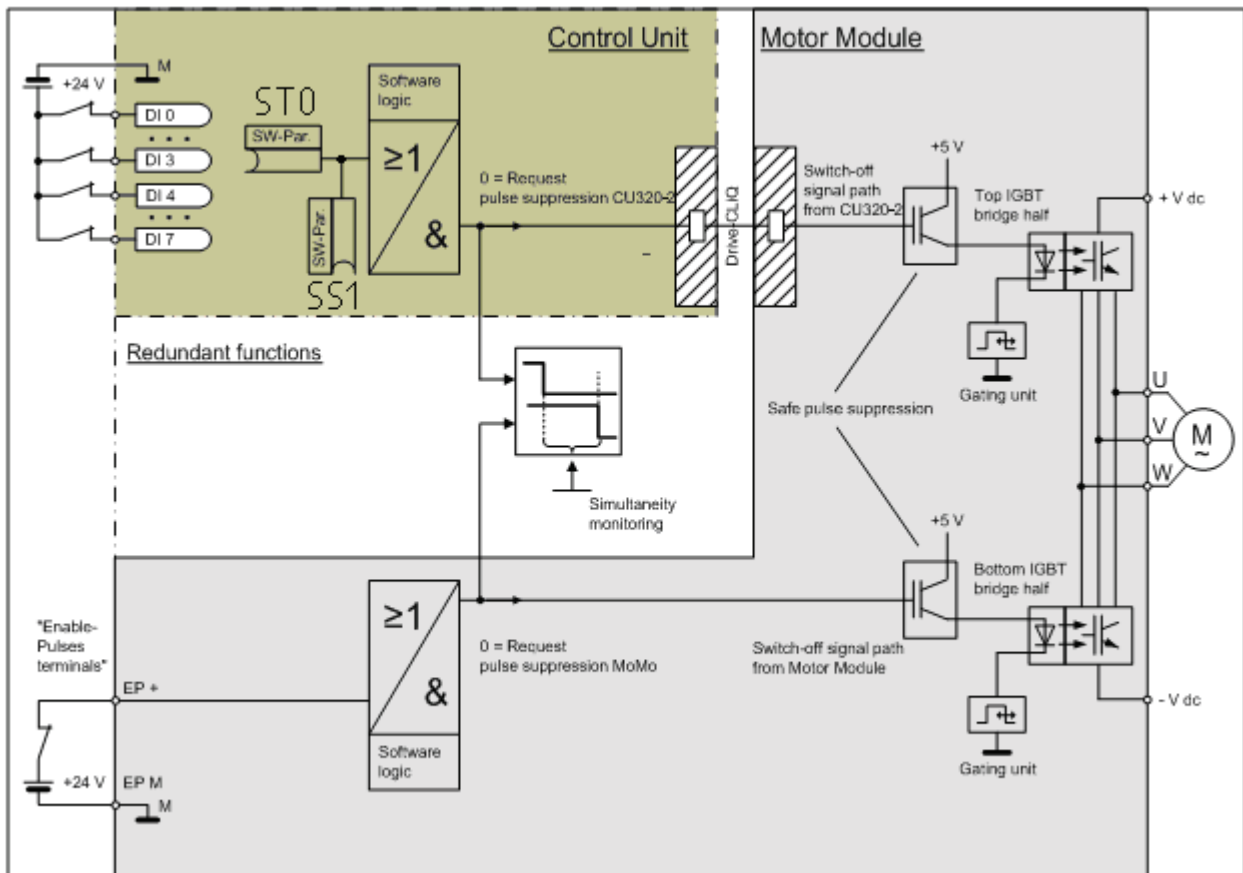 Control Unit
Motor Module
M
+24 V
DI 0
• • •
DI 3
DI 4
• • •
DI 7
ST0
SW-Par.
SW-Par.
SS1
Software
logic
≥1
&
0 = Request
pulse suppression CU320-2
–
Drive-CLIQ
Switch-off
signal path
from CU320-2
+5 V
Top IGBT
bridge half
+ V dc
Gating unit
Redundant functions
Safe pulse suppression
Simultaneity
monitoring
U
V
W
M
~
+5 V
Bottom IGBT
bridge half
≥1
&
Software
logic
0 = Request
pulse suppression MoMo
Switch-off signal path
from Motor Module
- V dc
Gating unit
"Enable-
Pulses
terminals"
EP +
+24 V
EP M
M